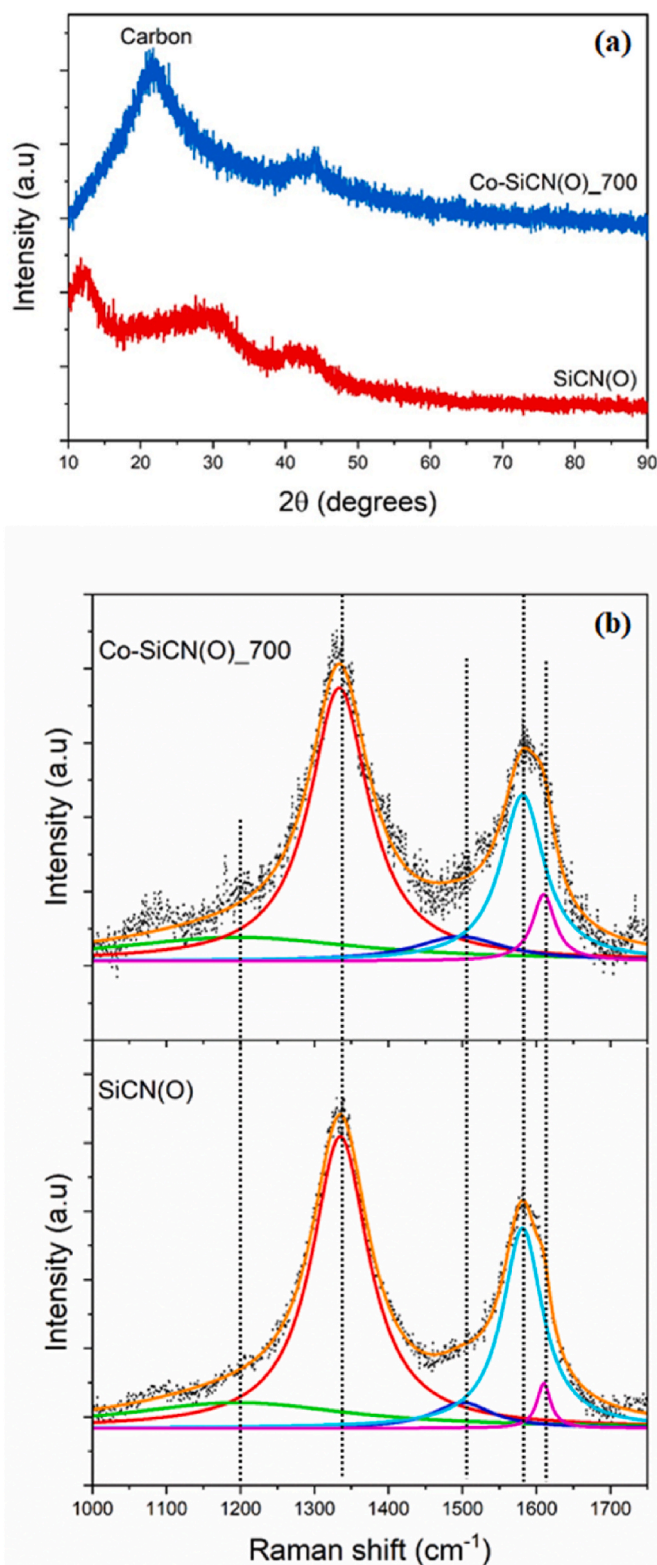 Carbon
(a)
Co-SiCN(O)_700
SiCN(O)
Intensity (a.u)
10 20 30 40 50 60 70 80 90
2θ (degrees)
(b)
Co-SiCN(O)_700
Intensity (a.u)
SiCN(O)
Intensity (a.u)
1000 1100 1200 1300 1400 1500 1600 1700
Raman shift (cm⁻¹)